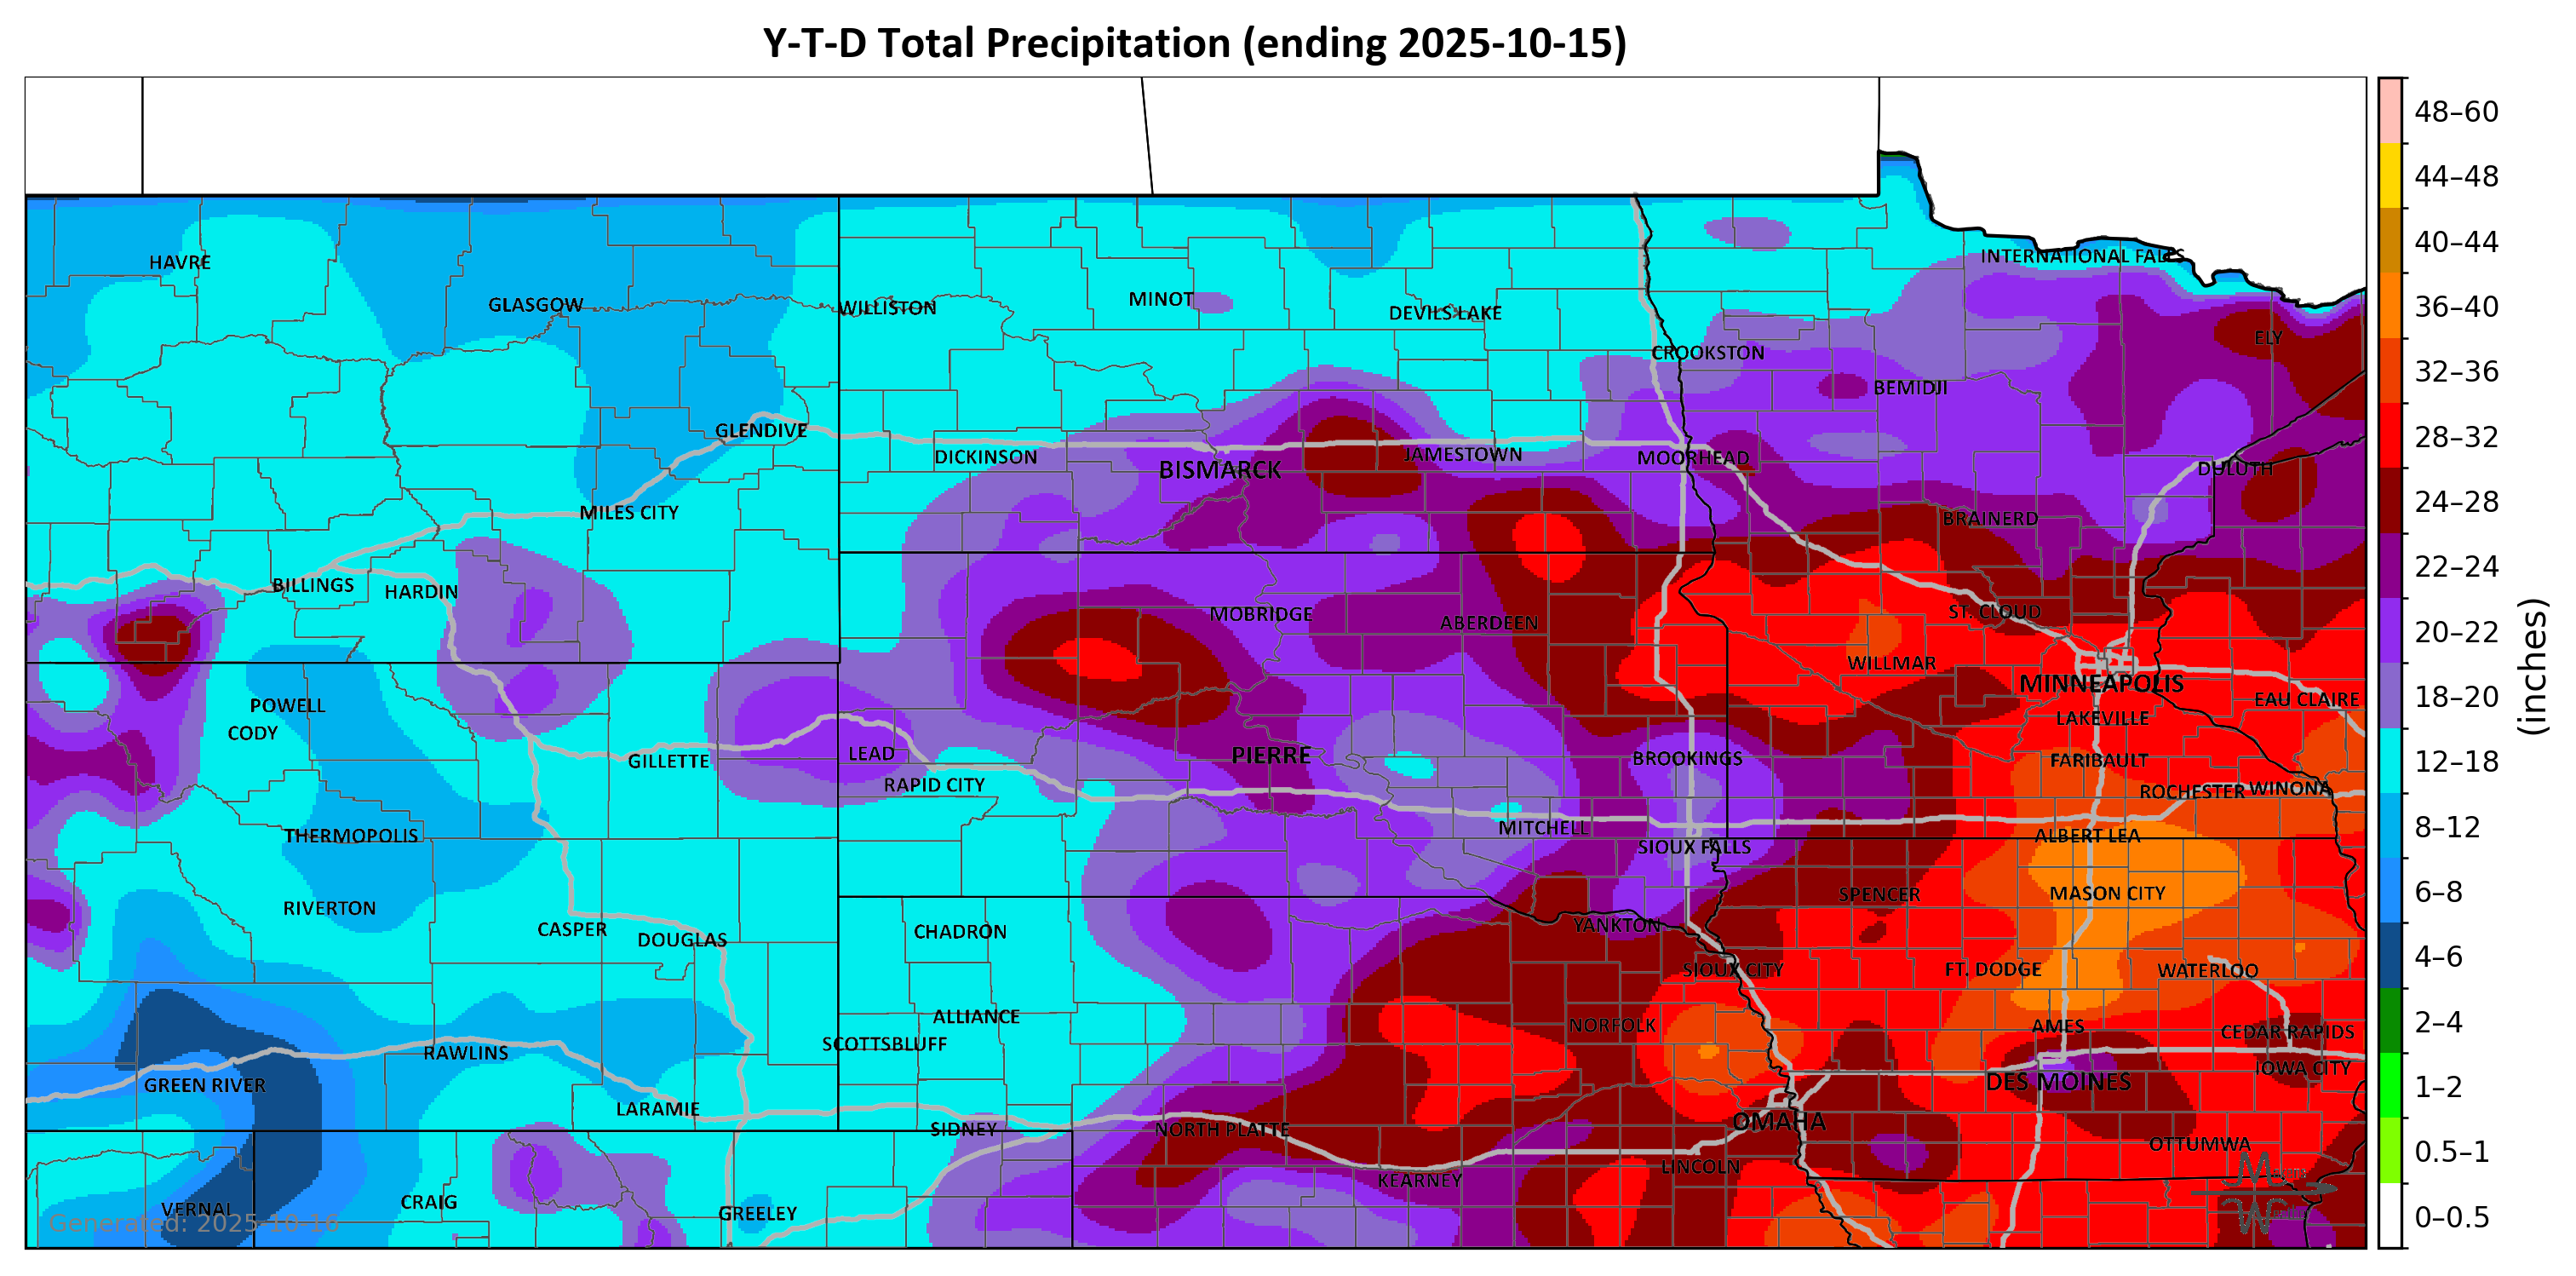 Y-T-D Total Precipitation (ending 2025-10-15)
48–60
44–48
40–44
36–40
32–36
28–32
24–28
22–24
20–22
18–20
12–18
8–12
6–8
4–6
2–4
1–2
0.5–1
0–0.5
(inches)
HAVRE
INTERNATIONAL FALLS
GLASGOW
WILLISTON
MINOT
DEVILS LAKE
ELY
CROOKSTON
BEMIDJI
GLENDIVE
DICKINSON
BISMARCK
JAMESTOWN
MOORHEAD
DULUTH
MILES CITY
BRAINERD
BILLINGS
HARDIN
MOBRIDGE
ABERDEEN
ST. CLOUD
WILLMAR
MINNEAPOLIS
POWELL
EAU CLAIRE
CODY
LAKEVILLE
GILLETTE
LEAD
PIERRE
BROOKINGS
FARIBAULT
RAPID CITY
ROCHESTER
WINONA
THERMOPOLIS
MITCHELL
ALBERT LEA
SIOUX FALLS
RIVERTON
SPENCER
MASON CITY
CASPER
DOUGLAS
CHADRON
YANKTON
SIOUX CITY
FT. DODGE
WATERLOO
ALLIANCE
NORFOLK
AMES
CEDAR RAPIDS
RAWLINS
SCOTTSBLUFF
IOWA CITY
GREEN RIVER
DES MOINES
LARAMIE
OMAHA
SIDNEY
NORTH PLATTE
OTTUMWA
LINCOLN
KEARNEY
VERNAL
CRAIG
GREELEY
Generated: 2025-10-16